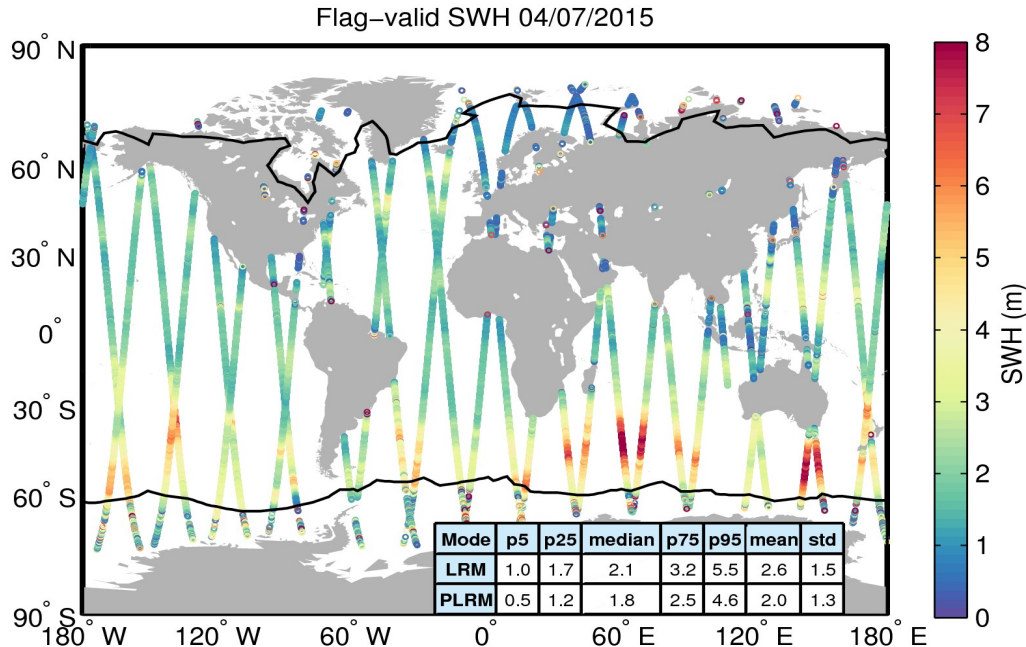 Flag−valid SWH 04/07/2015
90° N
60° N
30° N
0°
30° S
60° S
90° S
180° W
120° W
60° W
0°
60° E
120° E
180° E
Mode p5 p25 median p75 p95 mean std
LRM 1.0 1.7 2.1 3.2 5.5 2.6 1.5
PLRM 0.5 1.2 1.8 2.5 4.6 2.0 1.3
8
7
6
5
4
3
2
1
0
SWH (m)